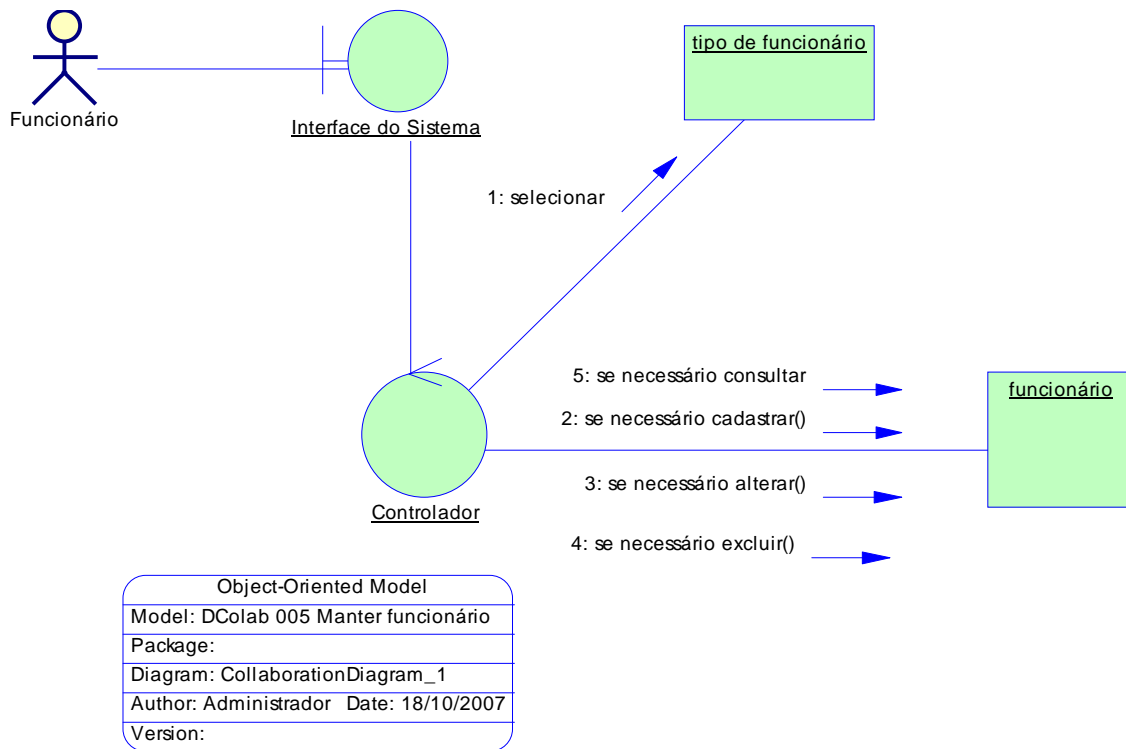 Funcionário
Interface do Sistema
tipo de funcionário
1: selecionar
5: se necessário consultar
2: se necessário cadastrar()
funcionário
3: se necessário alterar()
4: se necessário excluir()
Controlador
Object-Oriented Model
Model: DColab 005 Manter funcionário
Package:
Diagram: CollaborationDiagram_1
Author: Administrador Date: 18/10/2007
Version: